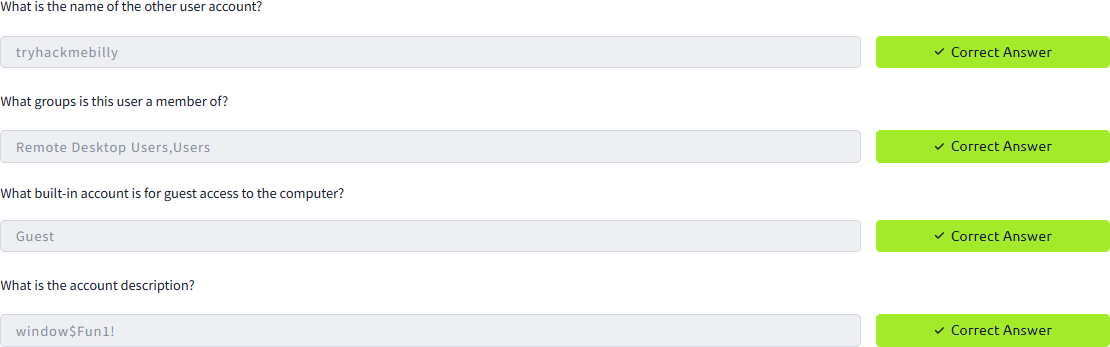 What is the name of the other user account?
tryhackmebilly
✓ Correct Answer
What groups is this user a member of?
Remote Desktop Users,Users
✓ Correct Answer
What built-in account is for guest access to the computer?
Guest
✓ Correct Answer
What is the account description?
window$Fun1!
✓ Correct Answer